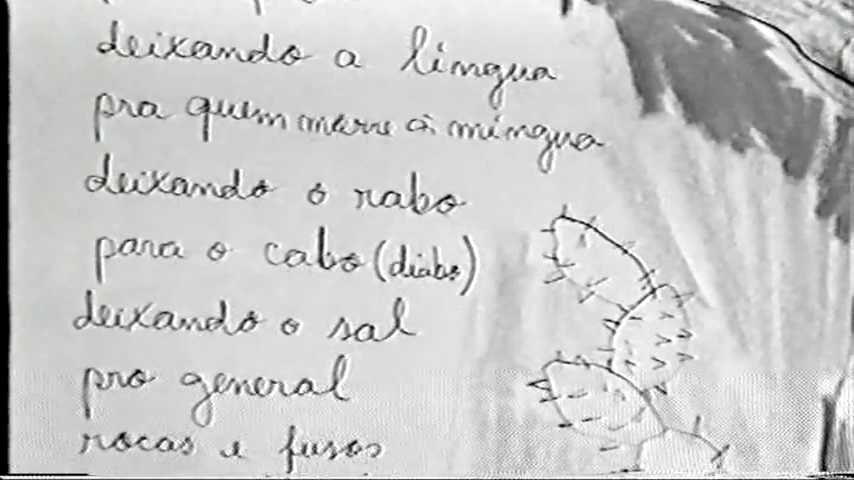 deixando a língua
pra quem morre à míngua
deixando o rabo
para o cabo (diabo)
deixando o sal
pro general
rocas e fusos